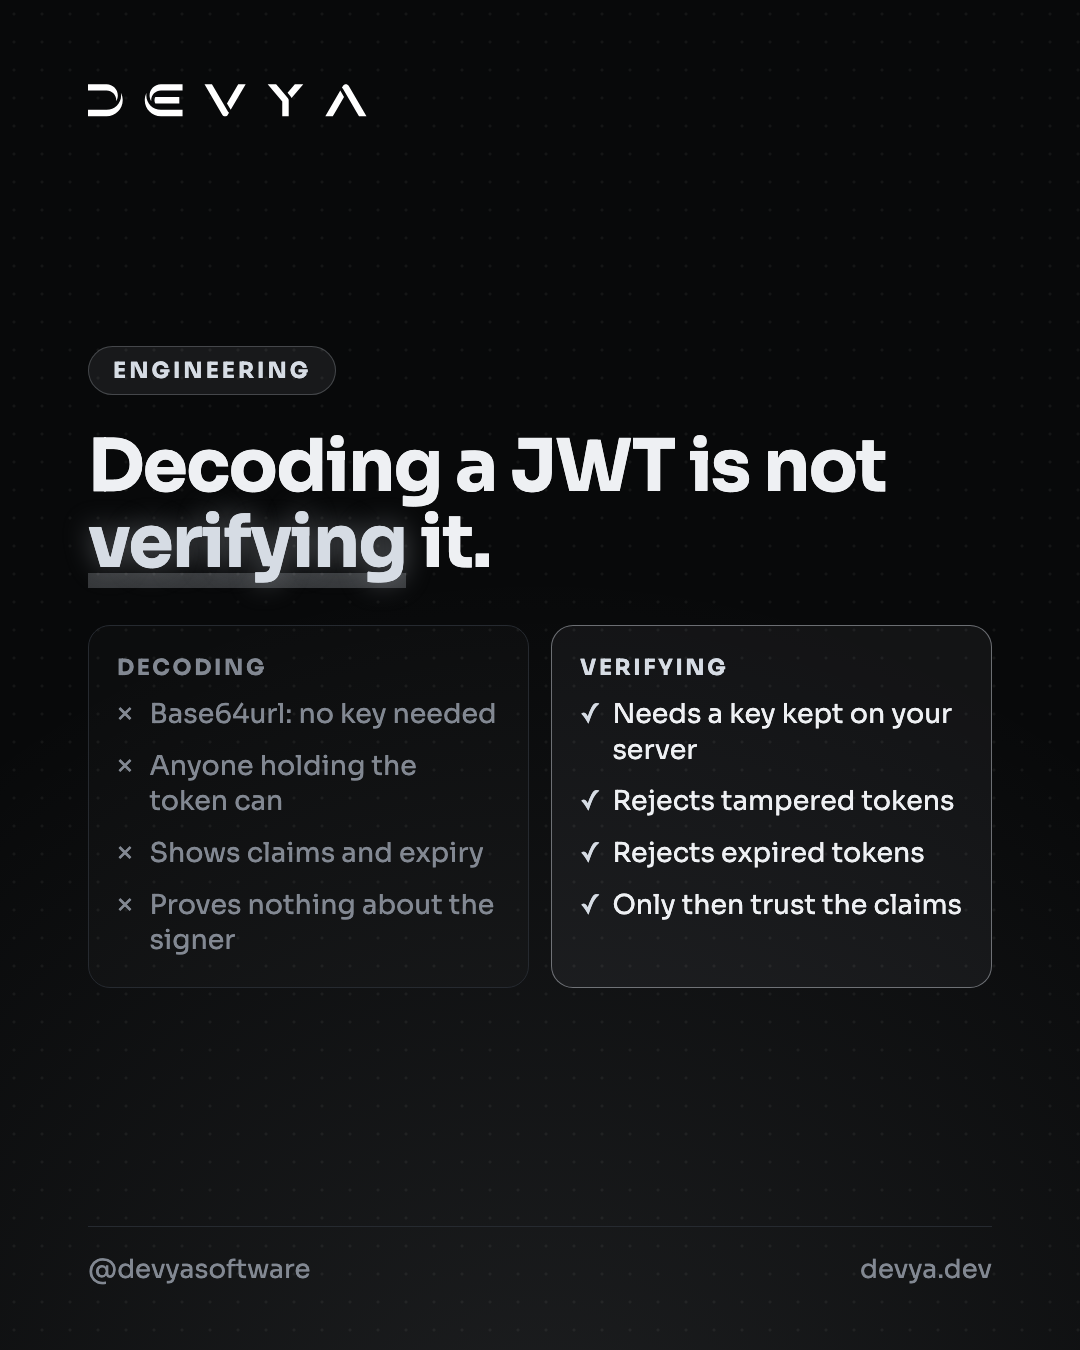 DEVYA
ENGINEERING
Decoding a JWT is not
verifying it.
DECODING
× Base64url: no key needed
× Anyone holding the
token can
× Shows claims and expiry
× Proves nothing about the
signer
VERIFYING
✓ Needs a key kept on your
server
✓ Rejects tampered tokens
✓ Rejects expired tokens
✓ Only then trust the claims
@devyasoftware
devya.dev